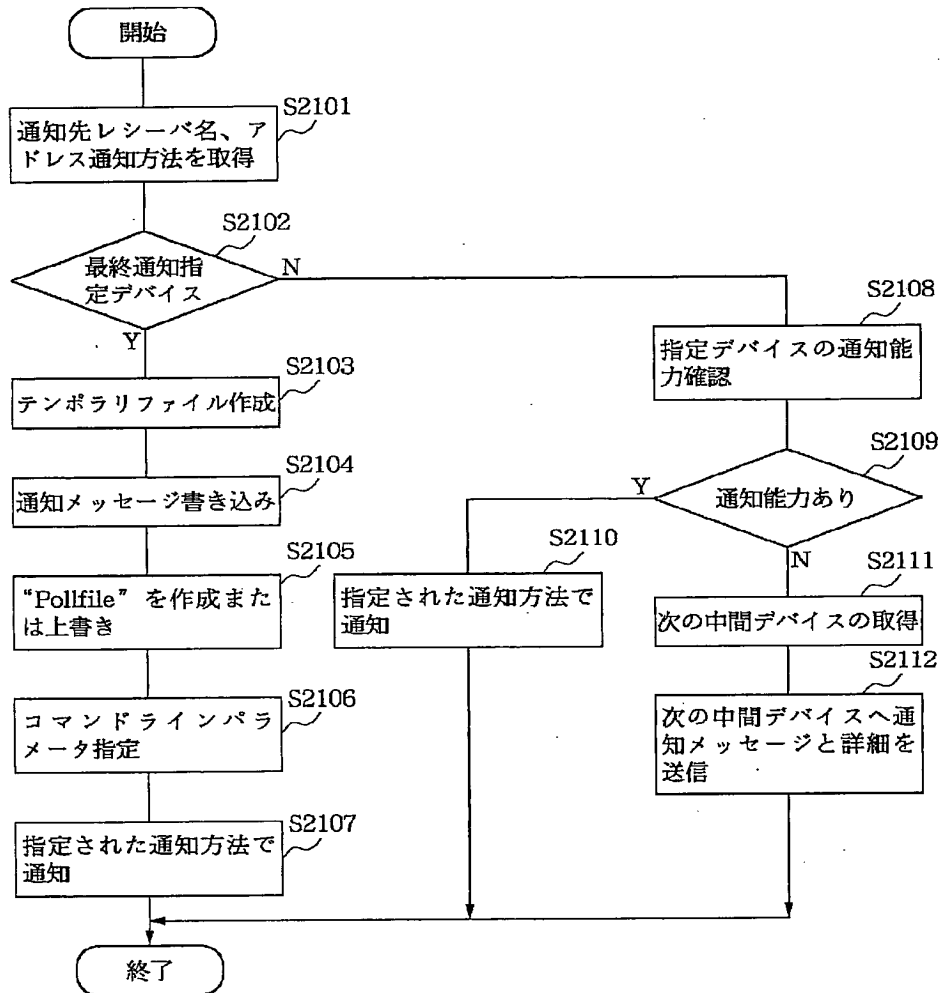 開始
S2101
通知先レシーバ名、ア
ドレス通知方法を取得
S2102
最終通知指
定デバイス
N
Y
S2103
テンポラリファイル作成
S2104
通知メッセージ書き込み
S2105
“Pollfile” を作成また
は上書き
S2106
コマンドラインパラ
メータ指定
S2107
指定された通知方法で
通知
S2108
指定デバイスの通知能
力確認
S2109
通知能力あり
Y
N
S2110
指定された通知方法で
通知
S2111
次の中間デバイスの取得
S2112
次の中間デバイスへ通
知メッセージと詳細を
送信
終了